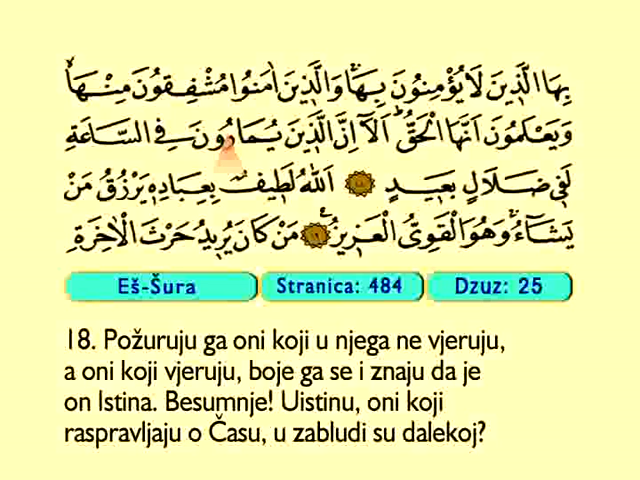 بِهَا الَّذِينَ لَا يُؤْمِنُونَ بِهَا ۖ وَالَّذِينَ اٰمَنُوا مُشْفِقُونَ مِنْهَاۙ
وَيَعْلَمُونَ اَنَّهَا الْحَقُّ ۜ اَلَٓا اِنَّ الَّذِينَ يُمَارُونَ فِي السَّاعَةِ
لَفِي ضَلَالٍ بَعِيدٍ ﴿١٨﴾ اَللّٰهُ لَطِيفٌ بِعِبَادِهٖ يَرْزُقُ مَنْ
يَشَٓاءُ ۚ وَهُوَ الْقَوِيُّ الْعَزِيزُ ۟ ﴿١٩﴾ مَنْ كَانَ يُرِيدُ حَرْثَ الْاٰخِرَةِ
Eš-Šura Stranica: 484 Dzuz: 25
18. Požuruju ga oni koji u njega ne vjeruju,
a oni koji vjeruju, boje ga se i znaju da je
on Istina. Besumnje! Uistinu, oni koji
raspravljaju o Času, u zabludi su dalekoj?